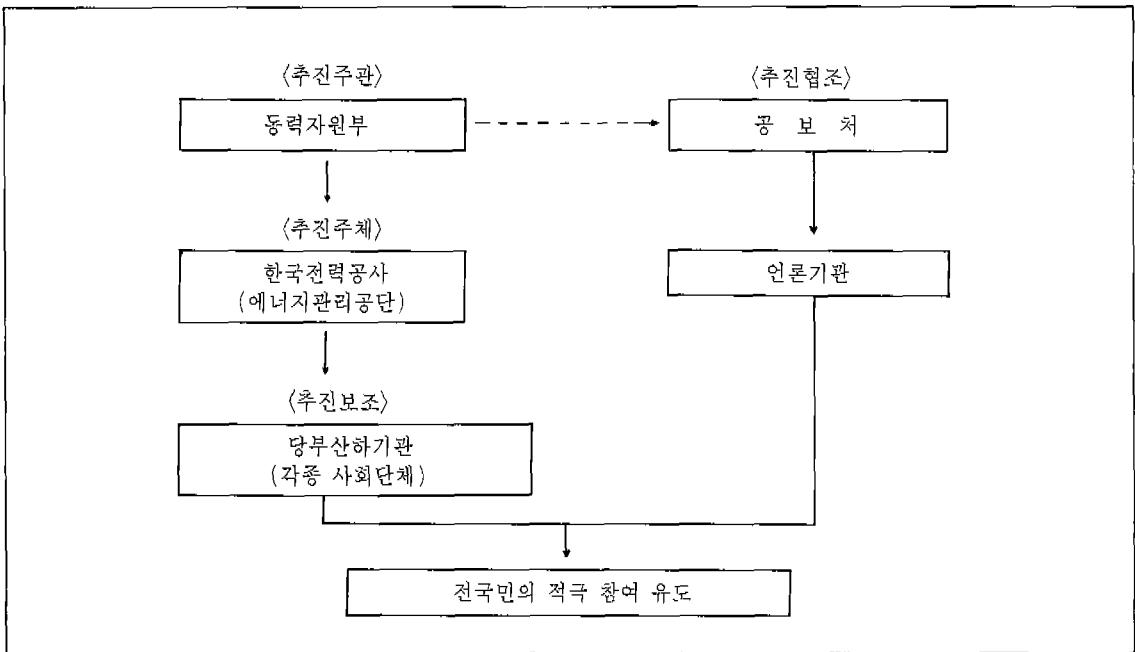 〈추진주관〉
동력자원부
〈추진협조〉
공 보 처
〈추진주체〉
한국전력공사
(에너지관리공단)
언론기관
〈추진보조〉
당부산하기관
(각종 사회단체)
전국민의 적극 참여 유도